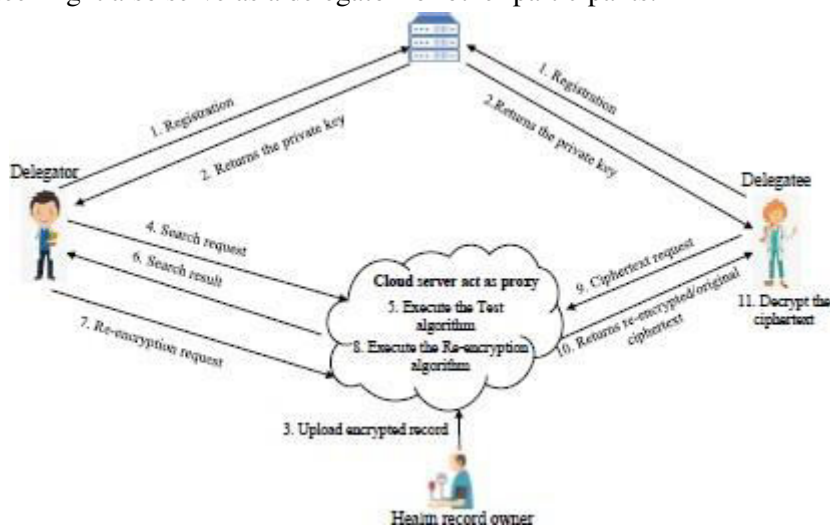 1. Registration
2. Returns the private key
1. Registration
2.Returns the private key
Delegator
Delegatee
4. Search request
6. Search result
7. Re-encryption request
Cloud server act as proxy
5. Execute the Test
algorithm
8. Execute the Re-encryption
algorithm
9. Ciphertext request
10. Returns re-encrypted/original
ciphertext
11. Decrypt the
ciphertext
3. Upload encrypted record
Health record owner